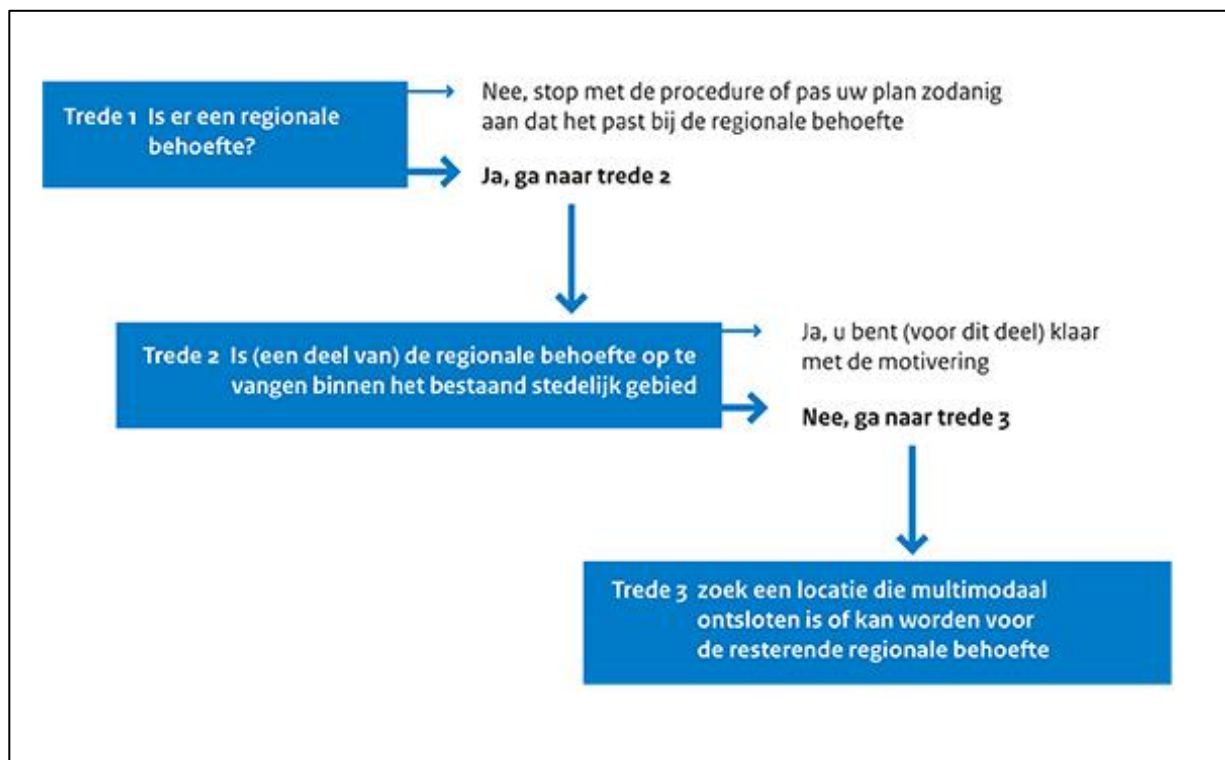 Trede 1 Is er een regionale
behoefte?
Nee, stop met de procedure of pas uw plan zodanig
aan dat het past bij de regionale behoefte
Ja, ga naar trede 2
Trede 2 Is (een deel van) de regionale behoefte op te
vangen binnen het bestaand stedelijk gebied
Ja, u bent (voor dit deel) klaar
met de motivering
Nee, ga naar trede 3
Trede 3 zoek een locatie die multimodaal
ontsloten is of kan worden voor
de resterende regionale behoefte